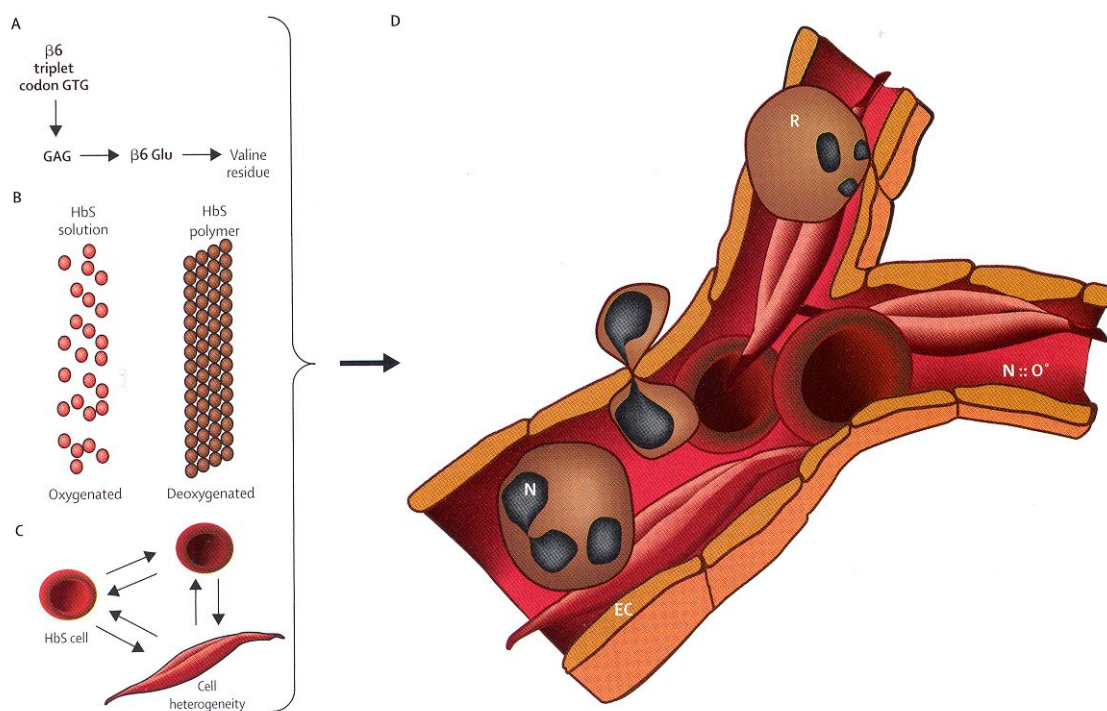 A
β6
triplet
codon GTG
GAG
β6 Glu
Valine
residue
B
HbS
solution
HbS
polymer
Oxygenated
Deoxygenated
C
HbS cell
Cell
heterogeneity
D
R
N :: O°
N
EC